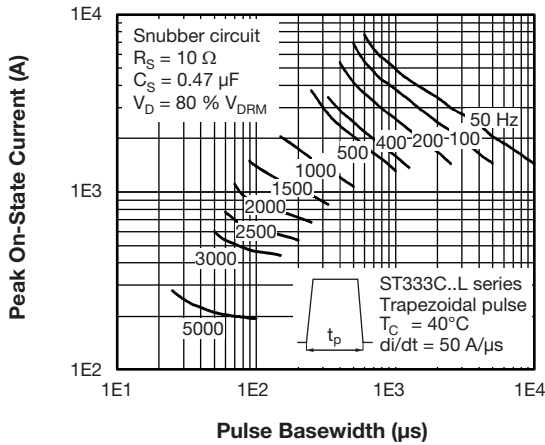 1E4
Snubber circuit
R_S = 10 Ω
C_S = 0.47 µF
V_D = 80 % V_DRM
50 Hz
100
200
400
500
1000
1500
2000
2500
3000
5000
1E3
1E2
t_p
ST333C..L series
Trapezoidal pulse
T_C = 40°C
di/dt = 50 A/µs
1E1
1E2
1E3
1E4
Peak On-State Current (A)
Pulse Basewidth (µs)